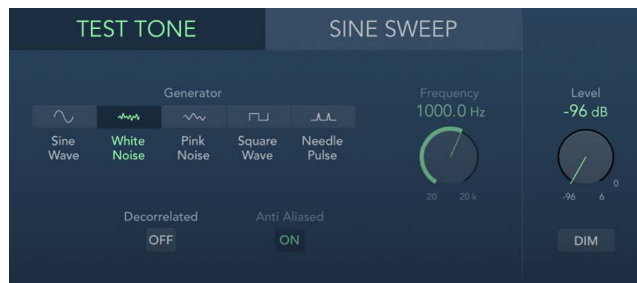 TEST TONE
SINE SWEEP
Generator
Sine Wave
White Noise
Pink Noise
Square Wave
Needle Pulse
Frequency
1000.0 Hz
20 20 k
Level
-96 dB
0
-96 6
Decorrelated
OFF
Anti Aliased
ON
DIM